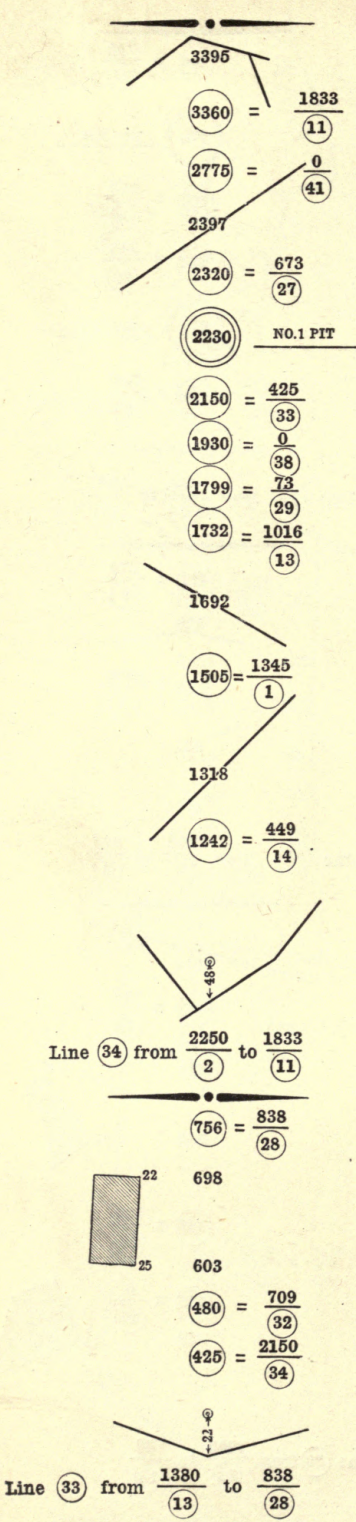 3395
3360 = 1833/11
2775 = 0/41
2397
2320 = 673/27
2230 NO.1 PIT
2150 = 425/33
1930 = 0/38
1799 = 73/29
1732 = 1016/13
1692
1505 = 1345/1
1318
1242 = 449/14
←48
Line 34 from 2250/2 to 1833/11
756 = 838/28
22 698
25 603
480 = 709/32
425 = 2150/34
←22
Line 33 from 1380/13 to 838/28